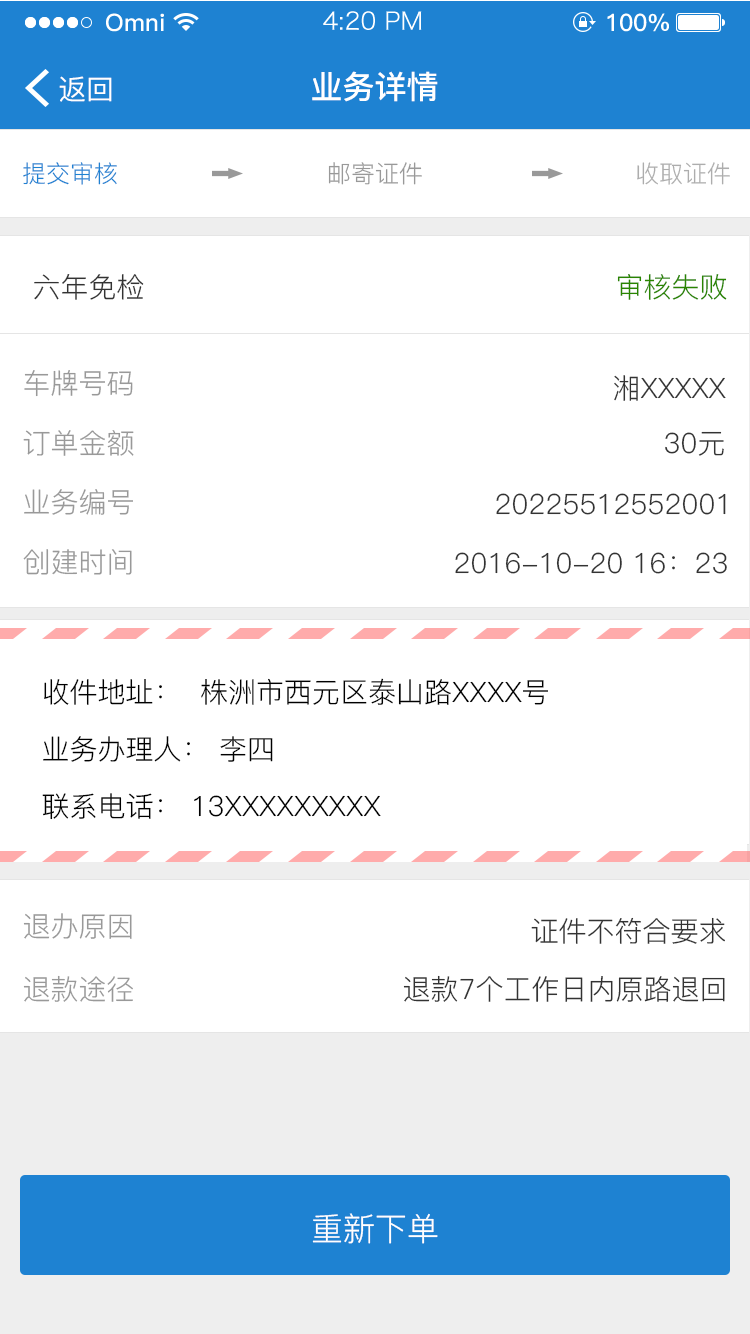 Omni 4:20 PM 100%
返回 业务详情
提交审核 邮寄证件 收取证件
六年免检 审核失败
车牌号码 湘XXXXX
订单金额 30元
业务编号 20225512552001
创建时间 2016-10-20 16：23
收件地址： 株洲市西元区泰山路XXXX号
业务办理人： 李四
联系电话： 13XXXXXXXXX
退办原因 证件不符合要求
退款途径 退款7个工作日内原路退回
重新下单